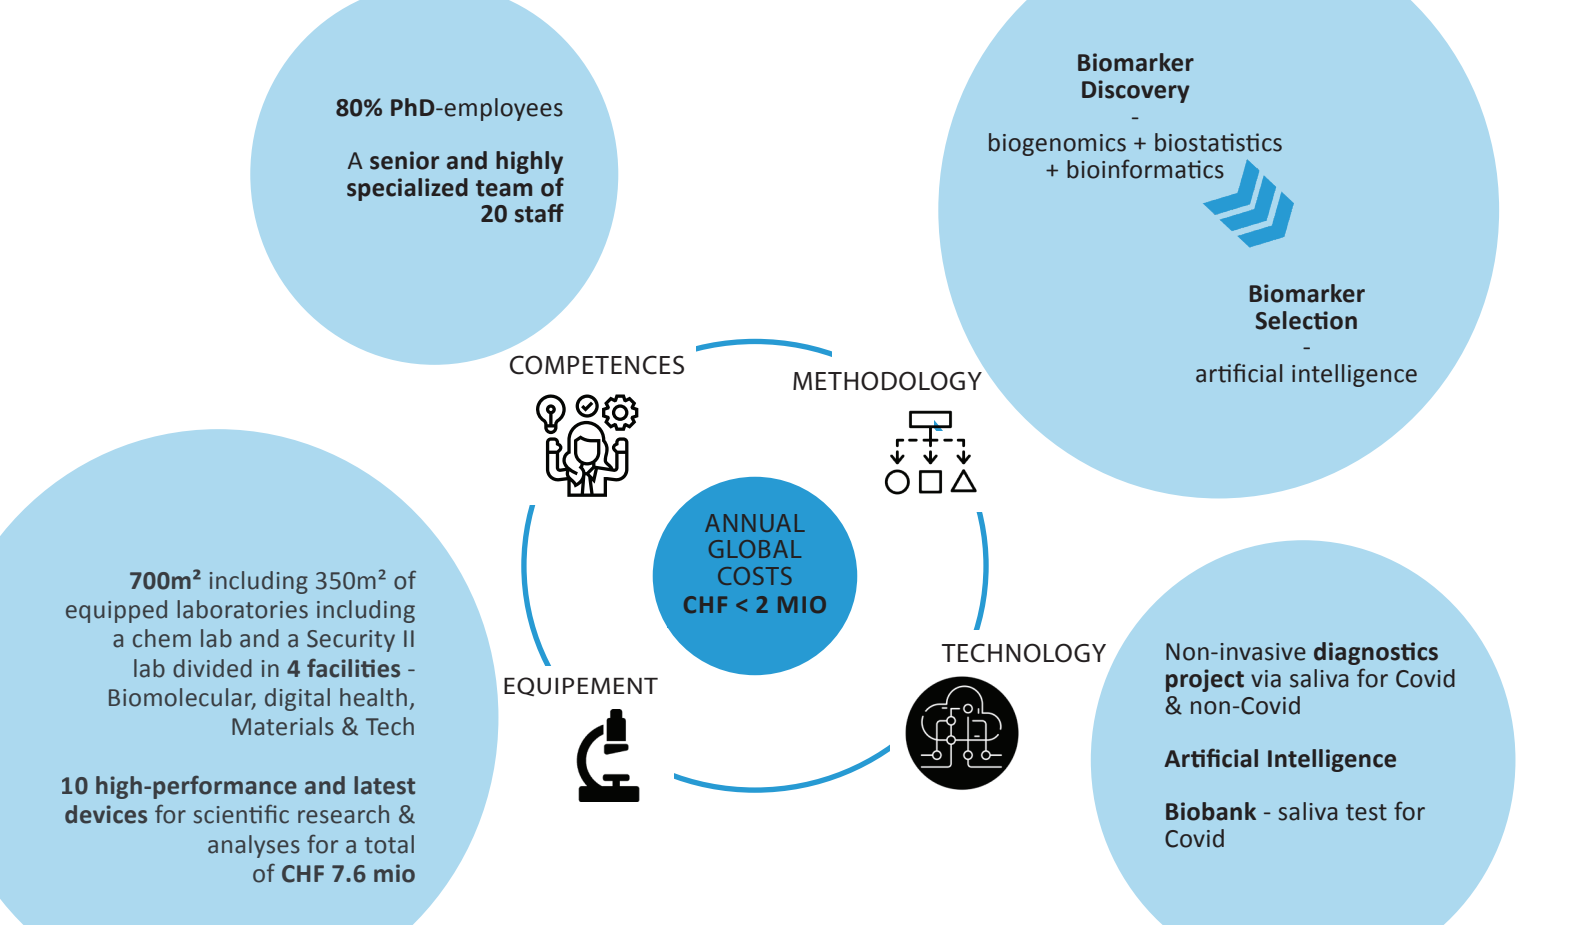 80% PhD-employees
A senior and highly
specialized team of
20 staff
Biomarker
Discovery
-
biogenomics + biostatistics
+ bioinformatics
Biomarker
Selection
-
artificial intelligence
COMPETENCES
METHODOLOGY
ANNUAL
GLOBAL
COSTS
CHF < 2 MIO
700m² including 350m² of
equipped laboratories including
a chem lab and a Security II
lab divided in 4 facilities -
Biomolecular, digital health,
Materials & Tech
10 high-performance and latest
devices for scientific research &
analyses for a total
of CHF 7.6 mio
EQUIPEMENT
TECHNOLOGY
Non-invasive diagnostics
project via saliva for Covid
& non-Covid
Artificial Intelligence
Biobank - saliva test for
Covid